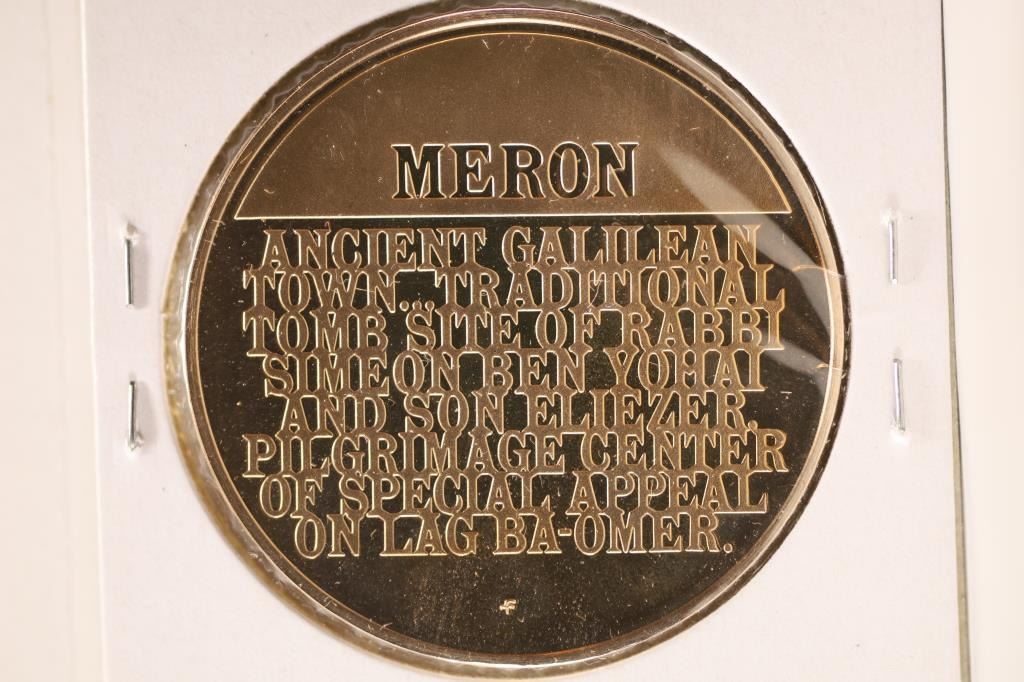 MERON
ANCIENT GALILEAN
TOWN...TRADITIONAL
TOMB SITE OF RABBI
SIMEON BEN YOHAI
AND SON ELIEZER.
PILGRIMAGE CENTER
OF SPECIAL APPEAL
ON LAG BA-OMER.